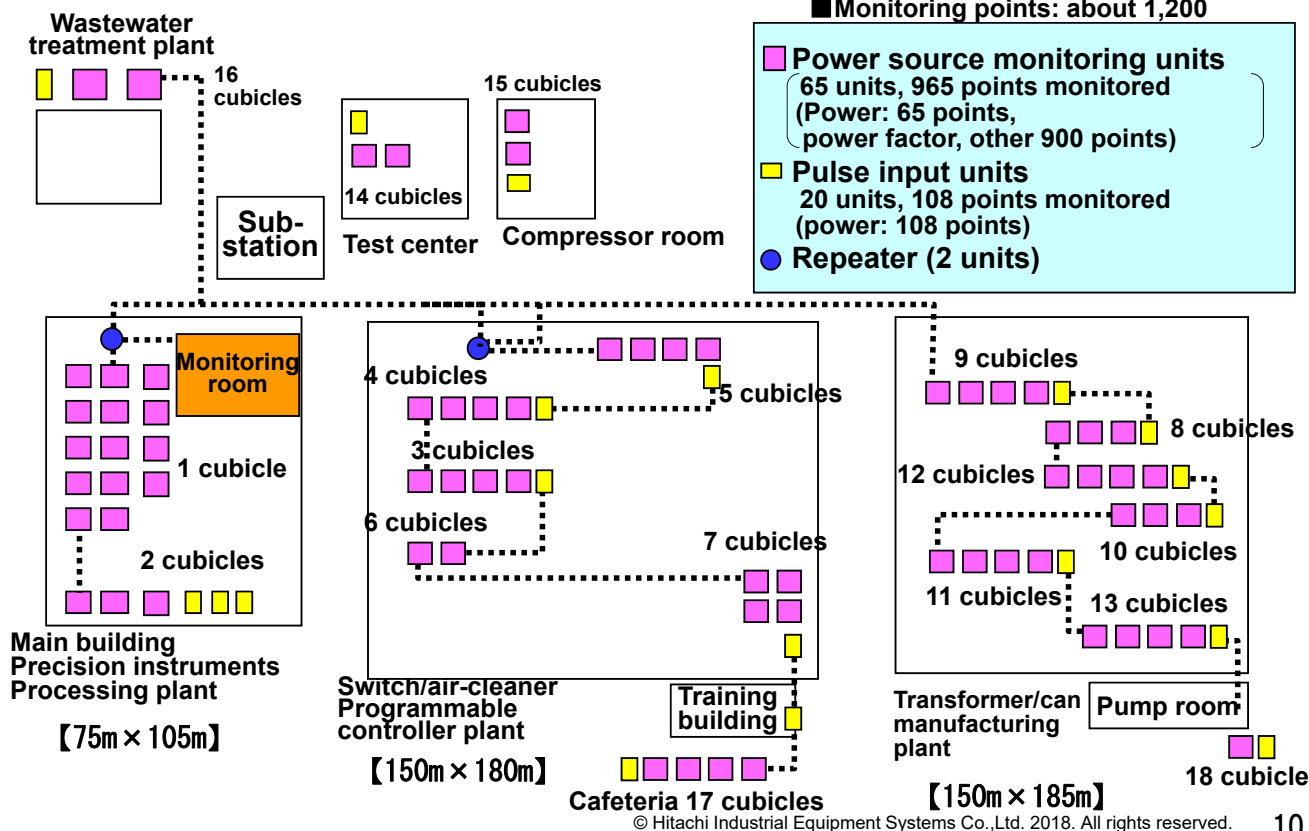 ■Monitoring points: about 1,200
Wastewater
treatment plant
16
cubicles
15 cubicles
14 cubicles
Sub-
station
Test center
Compressor room
Power source monitoring units
65 units, 965 points monitored
(Power: 65 points,
power factor, other 900 points)
Pulse input units
20 units, 108 points monitored
(power: 108 points)
Repeater (2 units)
Monitoring
room
1 cubicle
2 cubicles
Main building
Precision instruments
Processing plant
【75m×105m】
4 cubicles
5 cubicles
3 cubicles
6 cubicles
7 cubicles
Switch/air-cleaner
Programmable
controller plant
【150m×180m】
Training
building
Cafeteria 17 cubicles
9 cubicles
8 cubicles
12 cubicles
10 cubicles
11 cubicles
13 cubicles
Transformer/can
manufacturing
plant
Pump room
18 cubicle
【150m×185m】
© Hitachi Industrial Equipment Systems Co.,Ltd. 2018. All rights reserved.
10